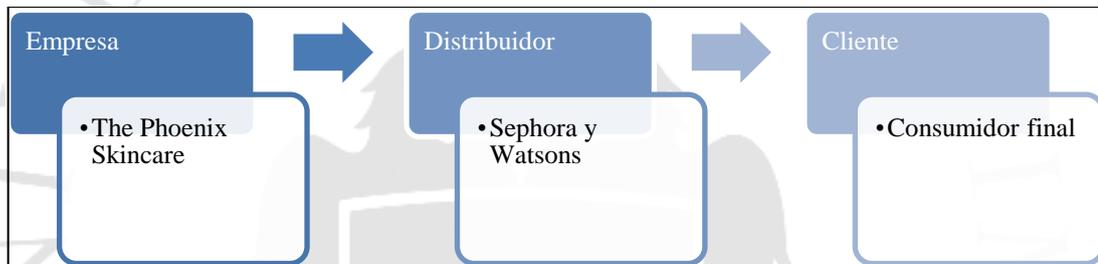 Empresa
•The Phoenix
Skincare
Distribuidor
•Sephora y
Watsons
Cliente
•Consumidor final